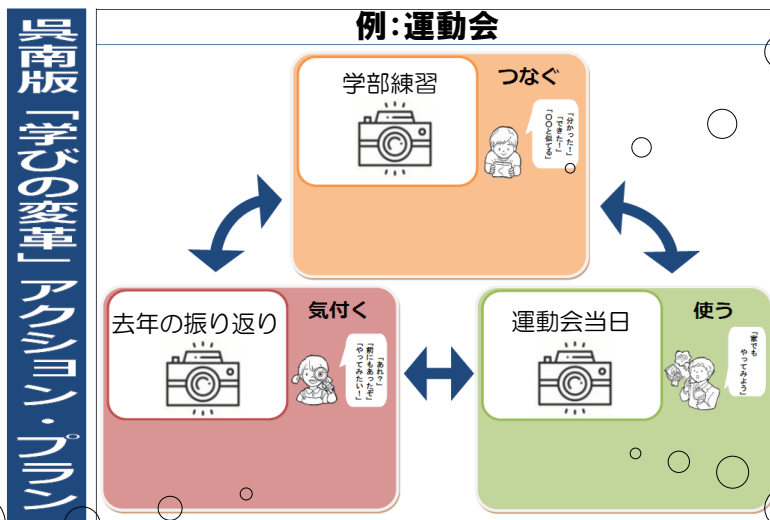 呉南版「学びの変革」アクション・プラン
例:運動会
学部練習
つなぐ
「分かった!」
「できた!」
「〇〇と似てる」
去年の振り返り
気付く
「あれ?」
「前にもあったぞ」
「やってみたい!」
運動会当日
使う
「家でも
やってみよう」